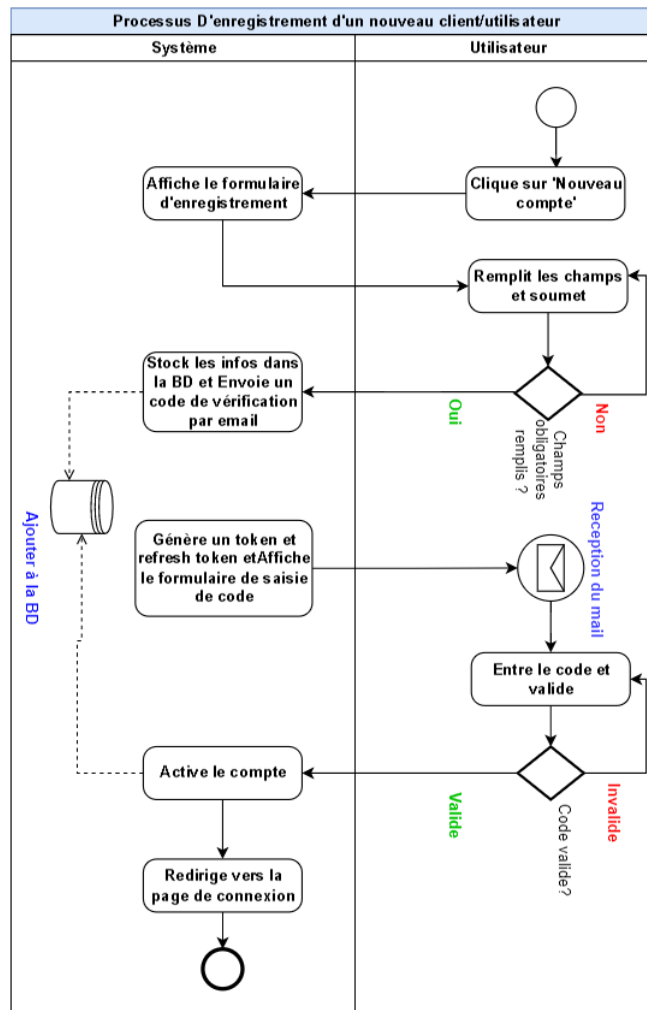 Processus D'enregistrement d'un nouveau client/utilisateur
Système
Utilisateur
Clique sur 'Nouveau
compte'
Affiche le formulaire
d'enregistrement
Remplit les champs
et soumet
Champs
obligatoires
remplis ?
Non
Oui
Stock les infos dans
la BD et Envoie un
code de vérification
par email
Ajouter à la BD
Génère un token et
refresh token etAffiche
le formulaire de saisie
de code
Reception du mail
Entre le code et
valide
Code valide?
Invalide
Valide
Active le compte
Redirige vers la
page de connexion